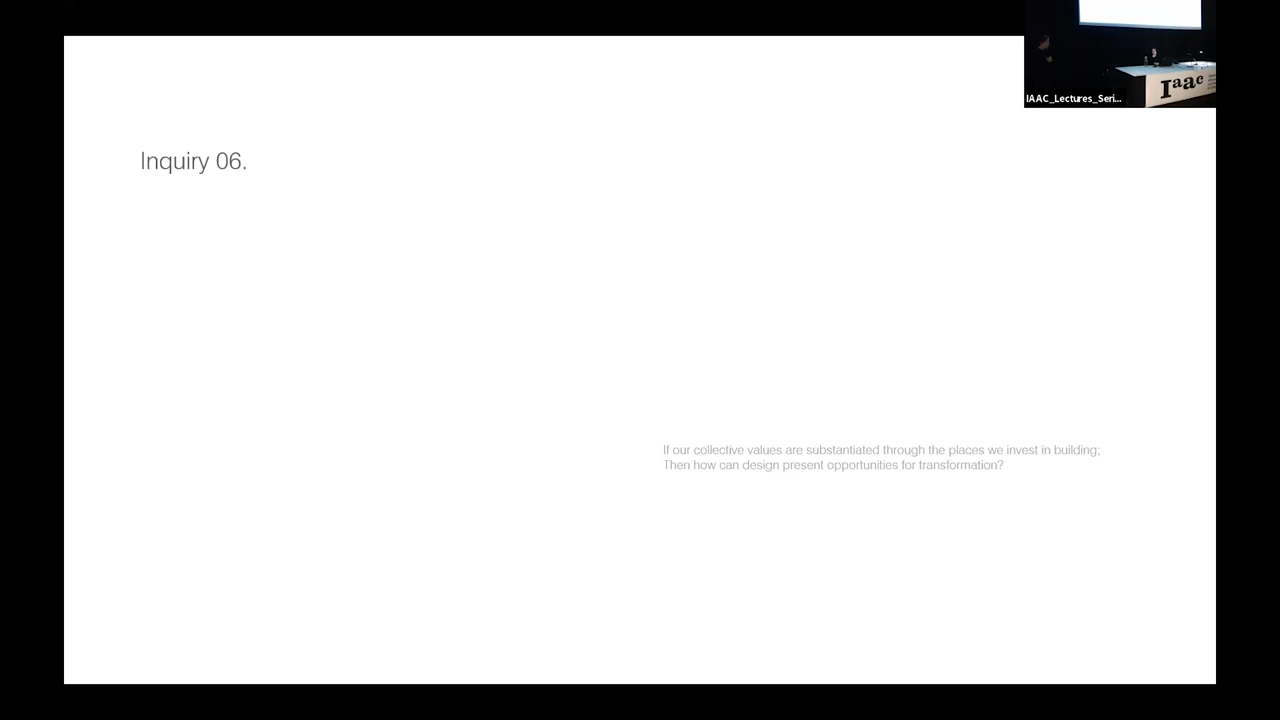 Iaac
IAAC_Lectures_Seri...
Inquiry 06.
If our collective values are substantiated through the places we invest in building;
Then how can design present opportunities for transformation?